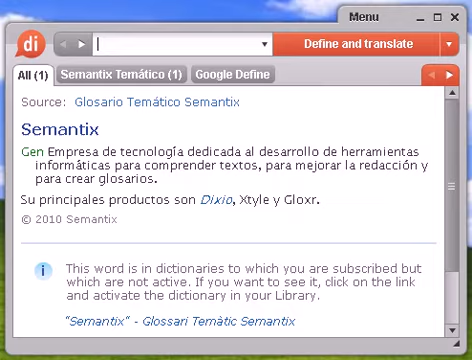 Menu
di
Define and translate
All (1)
Semantix Temático (1)
Google Define
Source: Glosario Temático Semantix
Semantix
Gen Empresa de tecnología dedicada al desarrollo de herramientas
informáticas para comprender textos, para mejorar la redacción y
para crear glosarios.
Su principales productos son Dixio, Xtyle y Gloxr.
© 2010 Semantix
i
This word is in dictionaries to which you are subscribed but
which are not active. If you want to see it, click on the link
and activate the dictionary in your Library.
"Semantix" - Glossari Temàtic Semantix